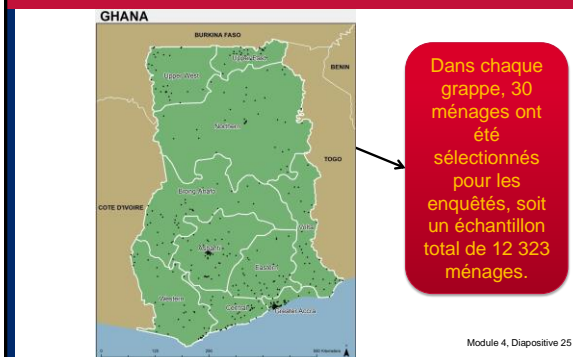 GHANA
BURKINA FASO
BENIN
Upper East
Upper West
Northern
TOGO
Brong Ahafo
COTE D'IVOIRE
Volta
Ashanti
Eastern
Western
Central
Greater Accra
Dans chaque
grappe, 30
ménages ont
été
sélectionnés
pour les
enquêtés, soit
un échantillon
total de 12 323
ménages.
Module 4, Diapositive 25